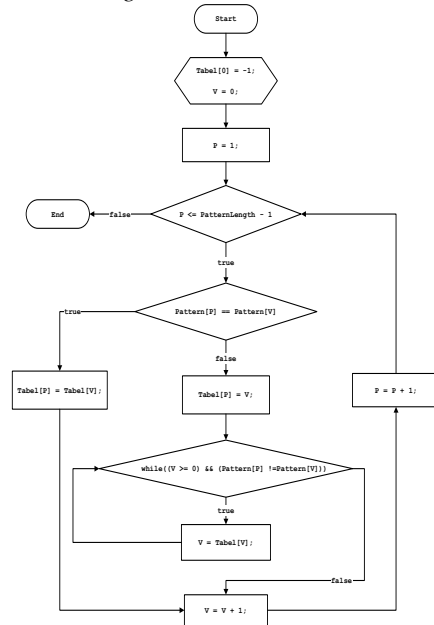 Start
Tabel[0] = -1;
V = 0;
P = 1;
P <= PatternLength - 1
false
End
true
Pattern[P] == Pattern[V]
true
false
Tabel[P] = Tabel[V];
Tabel[P] = V;
P = P + 1;
while((V >= 0) && (Pattern[P] !=Pattern[V]))
true
V = Tabel[V];
false
V = V + 1;